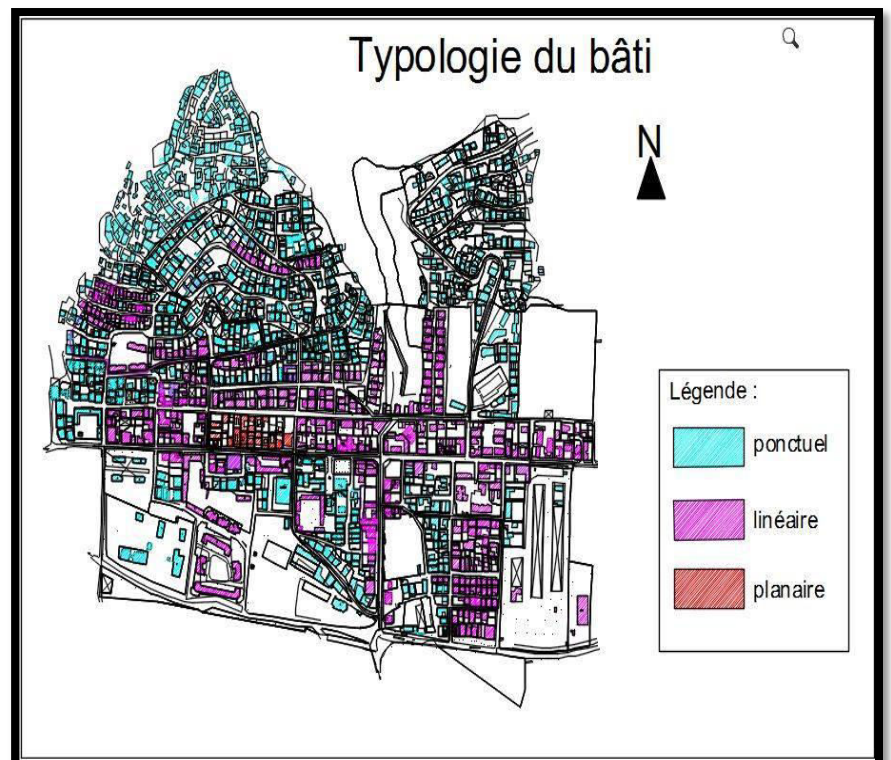 Typologie du bâti
N
Légende :
ponctuel
linéaire
planaire